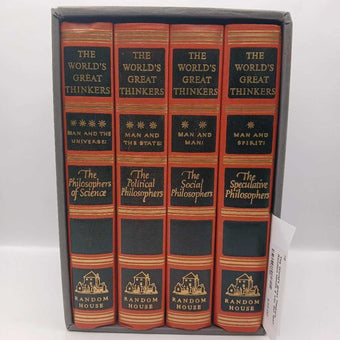 THE
WORLD'S
GREAT
THINKERS
****
MAN AND THE
UNIVERSE:
The
Philosophers
of Science
RANDOM
HOUSE
THE
WORLD'S
GREAT
THINKERS
***
MAN AND
THE STATE:
The
Political
Philosophers
RANDOM
HOUSE
THE
WORLD'S
GREAT
THINKERS
**
MAN AND
MAN:
The
Social
Philosophers
RANDOM
HOUSE
THE
WORLD'S
GREAT
THINKERS
*
MAN AND
SPIRIT:
The
Speculative
Philosophers
RANDOM
HOUSE